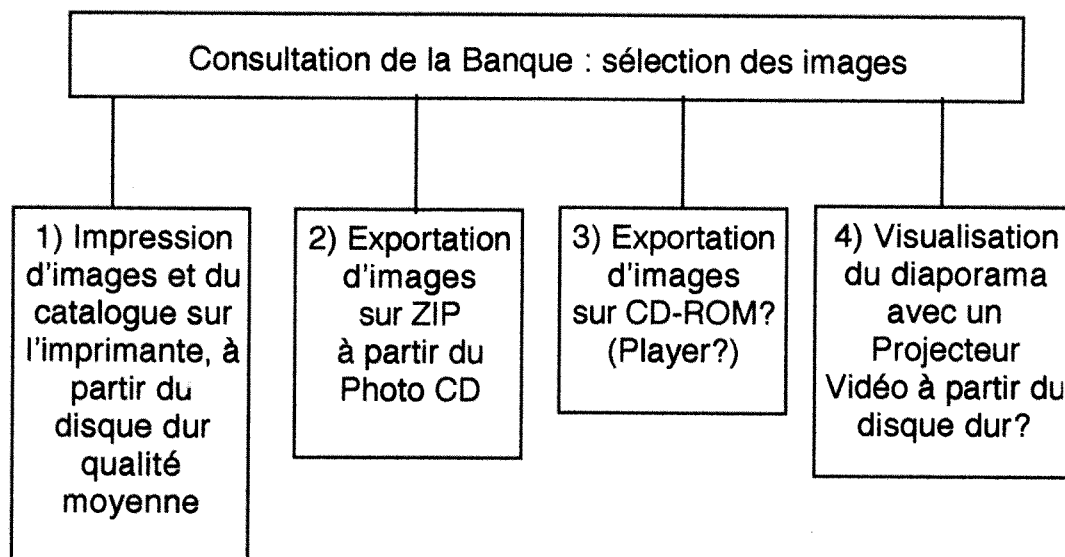 Consultation de la Banque : sélection des images
1) Impression
d'images et du
catalogue sur
l'imprimante, à
partir du
disque dur
qualité
moyenne
2) Exportation
d'images
sur ZIP
à partir du
Photo CD
3) Exportation
d'images
sur CD-ROM?
(Player?)
4) Visualisation
du diaporama
avec un
Projecteur
Vidéo à partir du
disque dur?